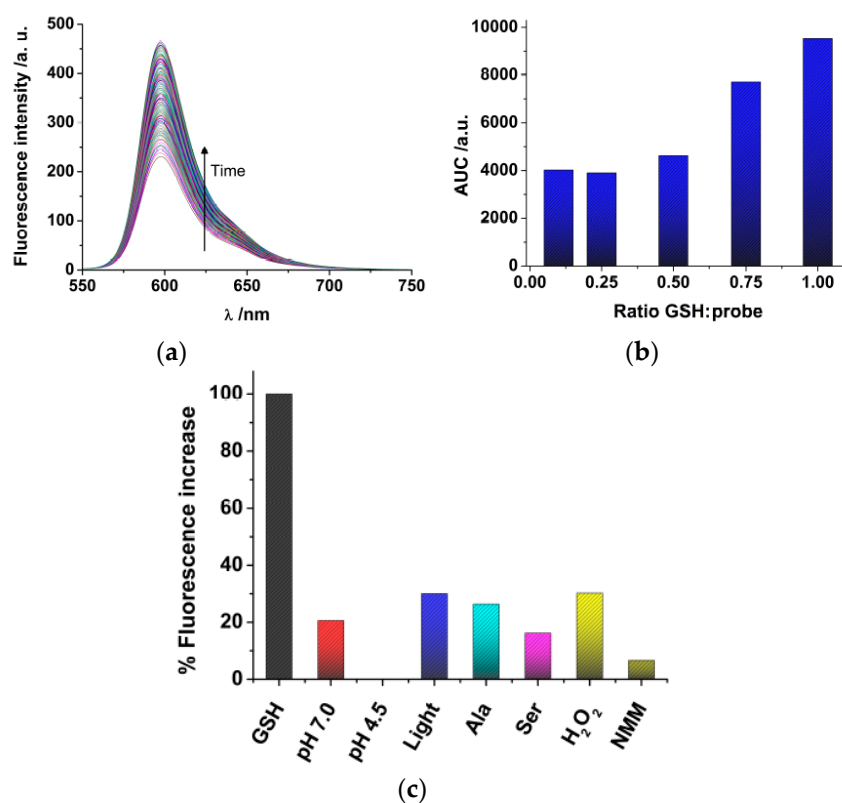 Fluorescence intensity /a. u.
500
400
300
200
100
0
Time
550 600 650 700 750
λ /nm
(a)
AUC /a.u.
10000
8000
6000
4000
2000
0
0.00 0.25 0.50 0.75 1.00
Ratio GSH:probe
(b)
% Fluorescence increase
100
80
60
40
20
0
GSH pH 7.0 pH 4.5 Light Ala Ser H₂O₂ NMM
(c)